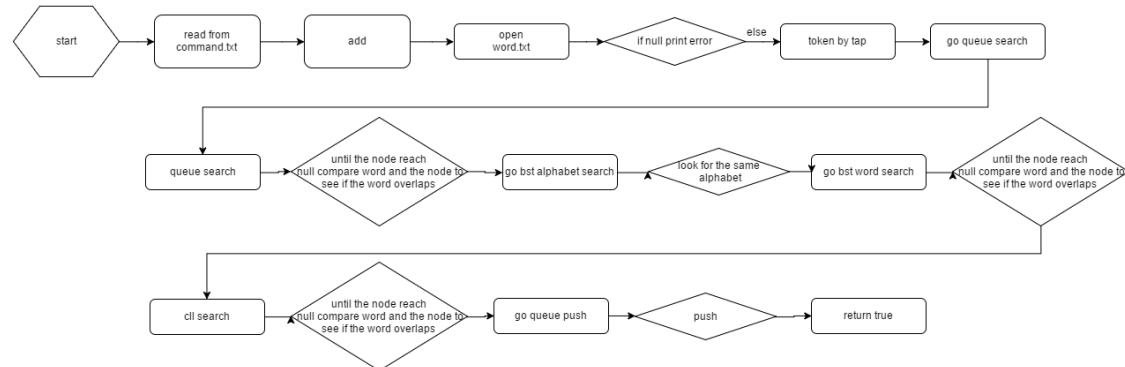 start
read from
command.txt
add
open
word.txt
if null print error
else
token by tap
go queue search
queue search
until the node reach
null compare word and the node to
see if the word overlaps
go bst alphabet search
look for the same
alphabet
go bst word search
until the node reach
null compare word and the node to
see if the word overlaps
cll search
until the node reach
null compare word and the node to
see if the word overlaps
go queue push
push
return true